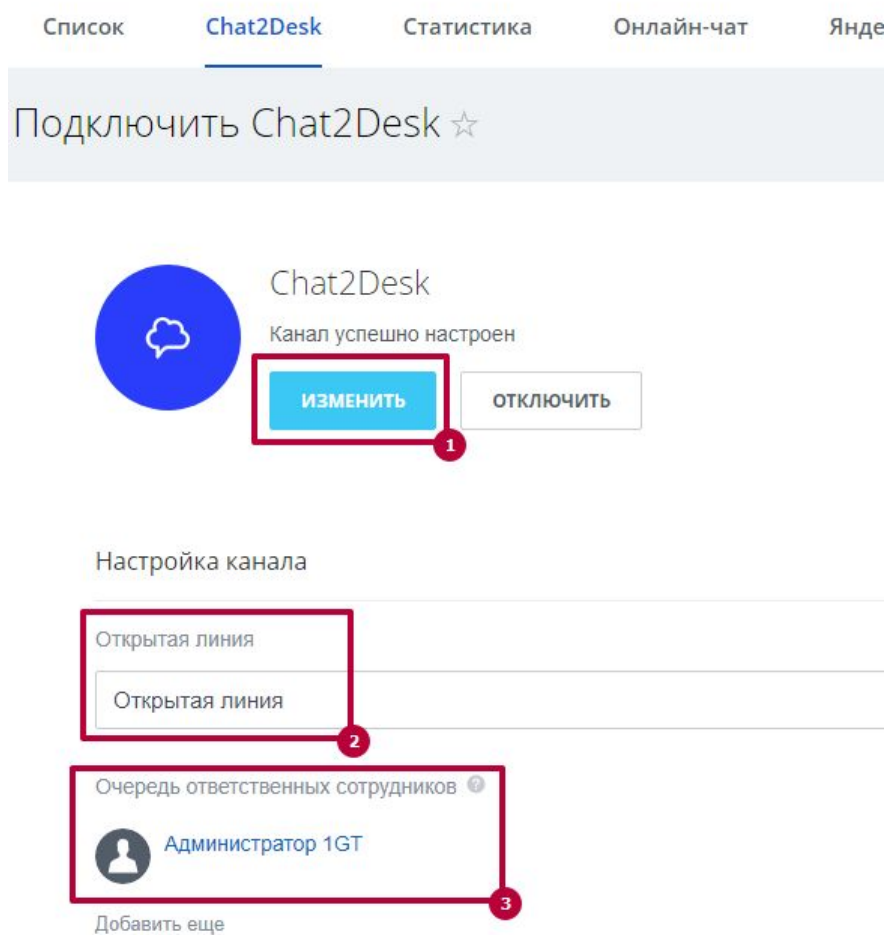 Список Chat2Desk Статистика Онлайн-чат Янде
Подключить Chat2Desk
Chat2Desk
Канал успешно настроен
ИЗМЕНИТЬ ОТКЛЮЧИТЬ
1
Настройка канала
Открытая линия
Открытая линия
2
Очередь ответственных сотрудников ?
Администратор 1GT
3
Добавить еще